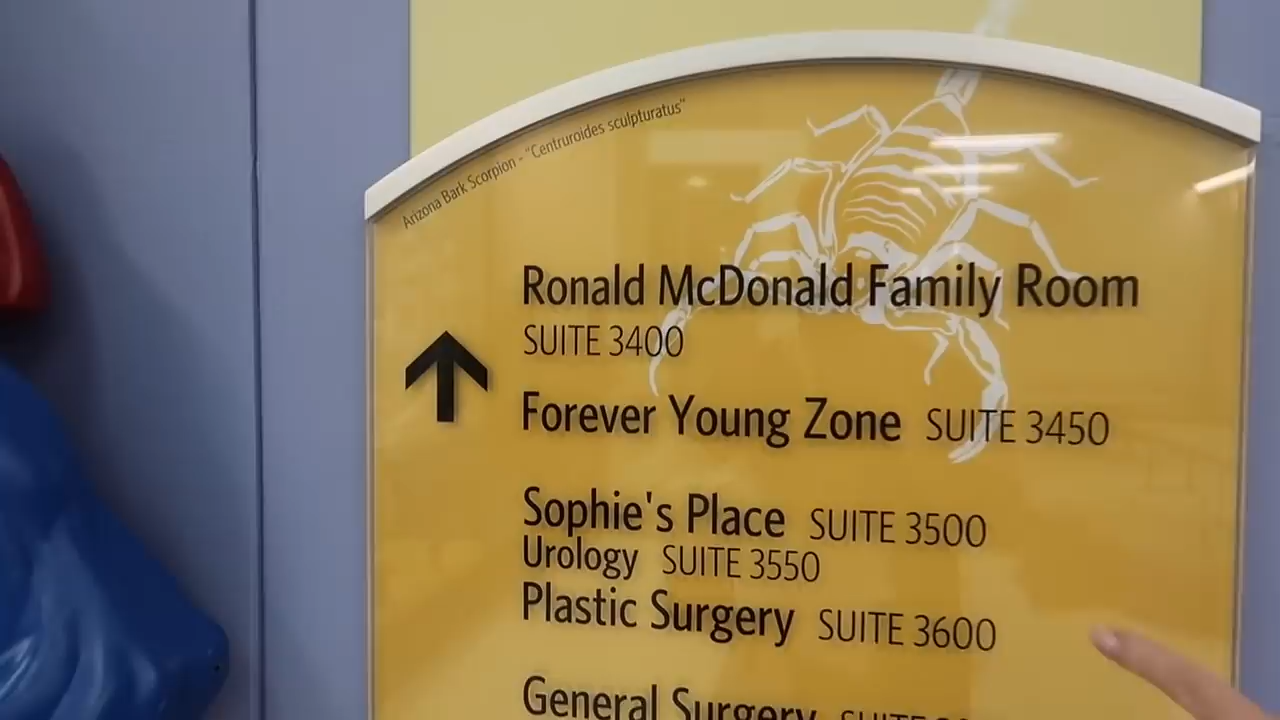 Arizona Bark Scorpion - "Centruroides sculpturatus"
Ronald McDonald Family Room
SUITE 3400
Forever Young Zone SUITE 3450
Sophie's Place SUITE 3500
Urology SUITE 3550
Plastic Surgery SUITE 3600
General Surgery SUITE